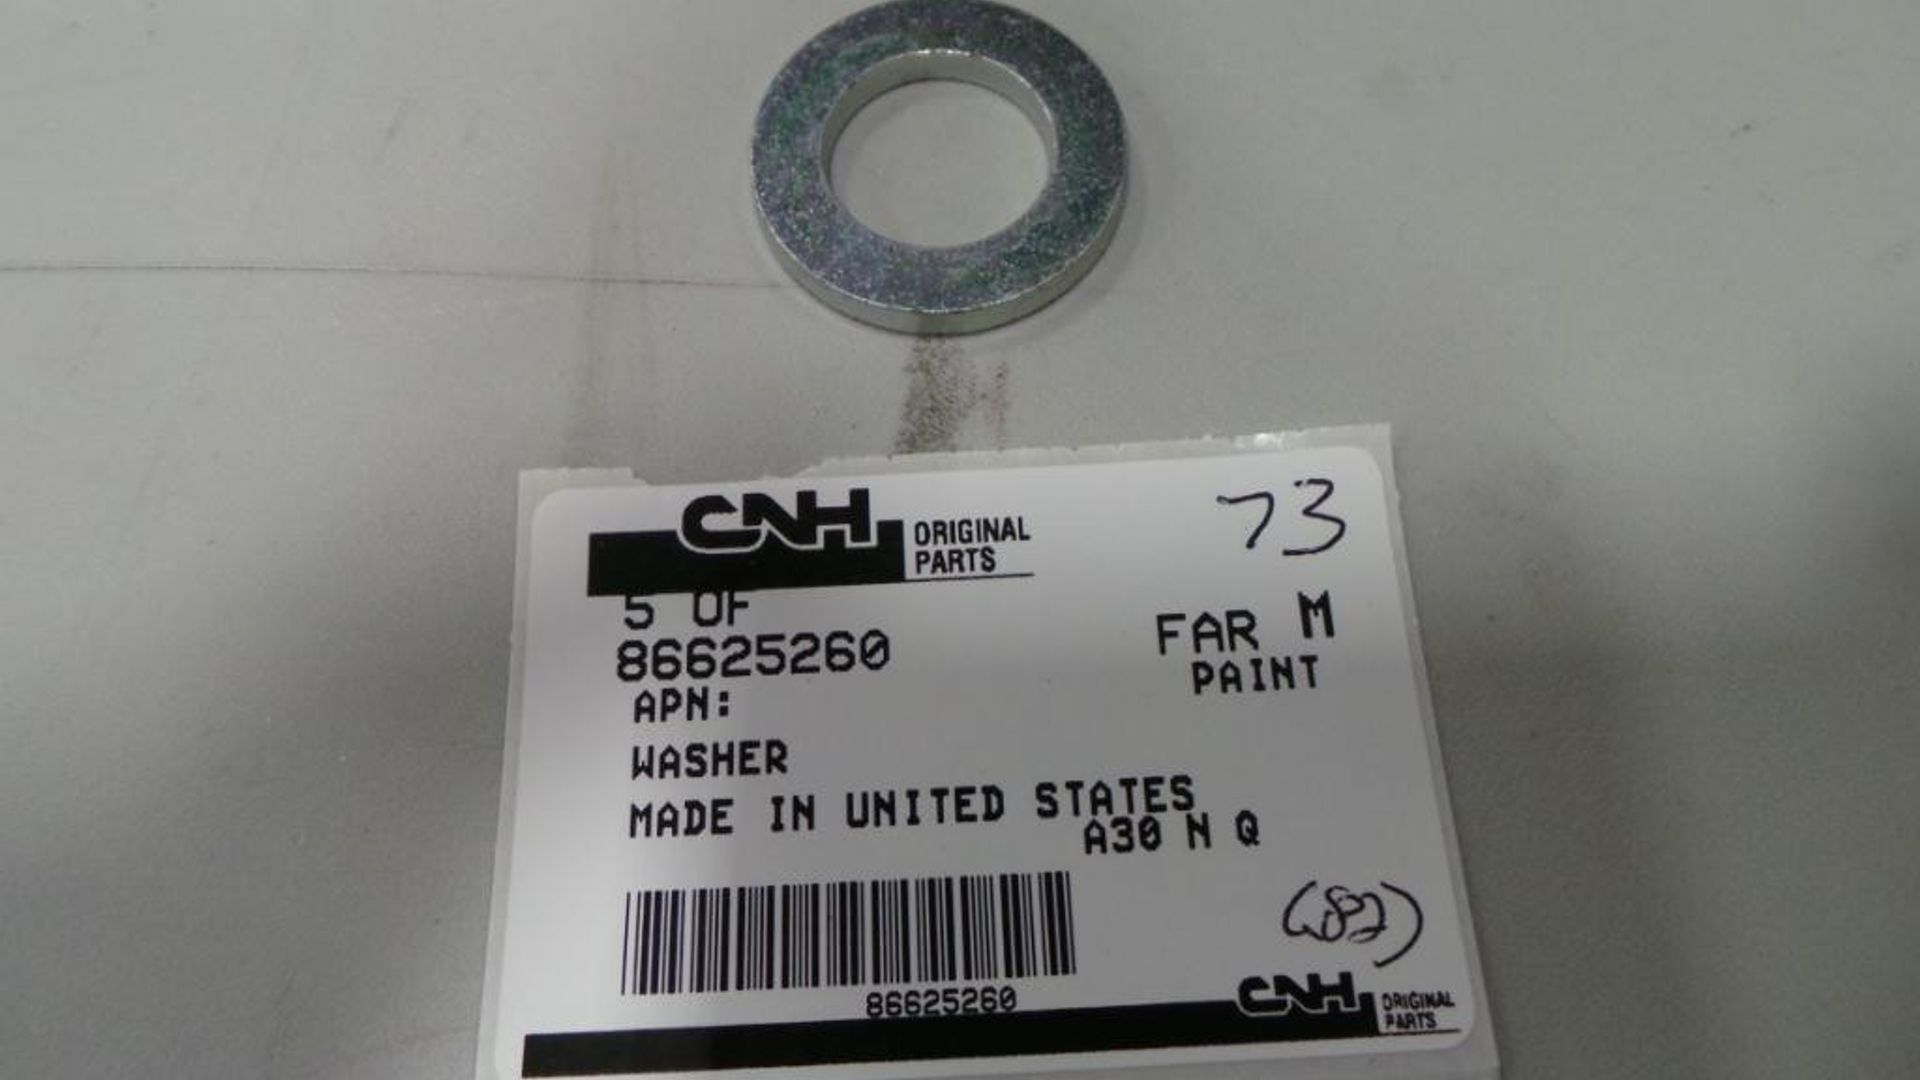 CNH ORIGINAL PARTS
73
5 OF
86625260
FAR M
APN:
PAINT
WASHER
MADE IN UNITED STATES
A30 N Q
86625260
CNH ORIGINAL PARTS